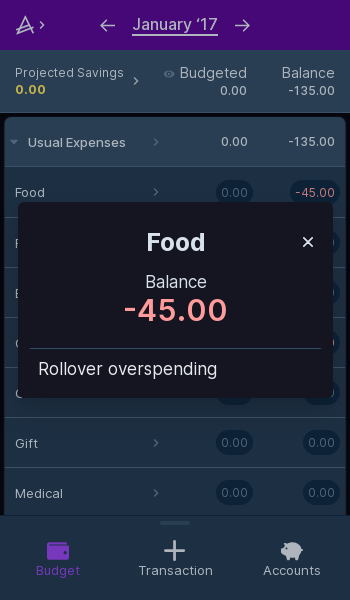 January ‘17
Projected Savings
0.00
Budgeted
0.00
Balance
-135.00
Usual Expenses 0.00 -135.00
Food 0.00 -45.00
Food
Balance
-45.00
Rollover overspending
Gift 0.00 0.00
Medical 0.00 0.00
Budget Transaction Accounts